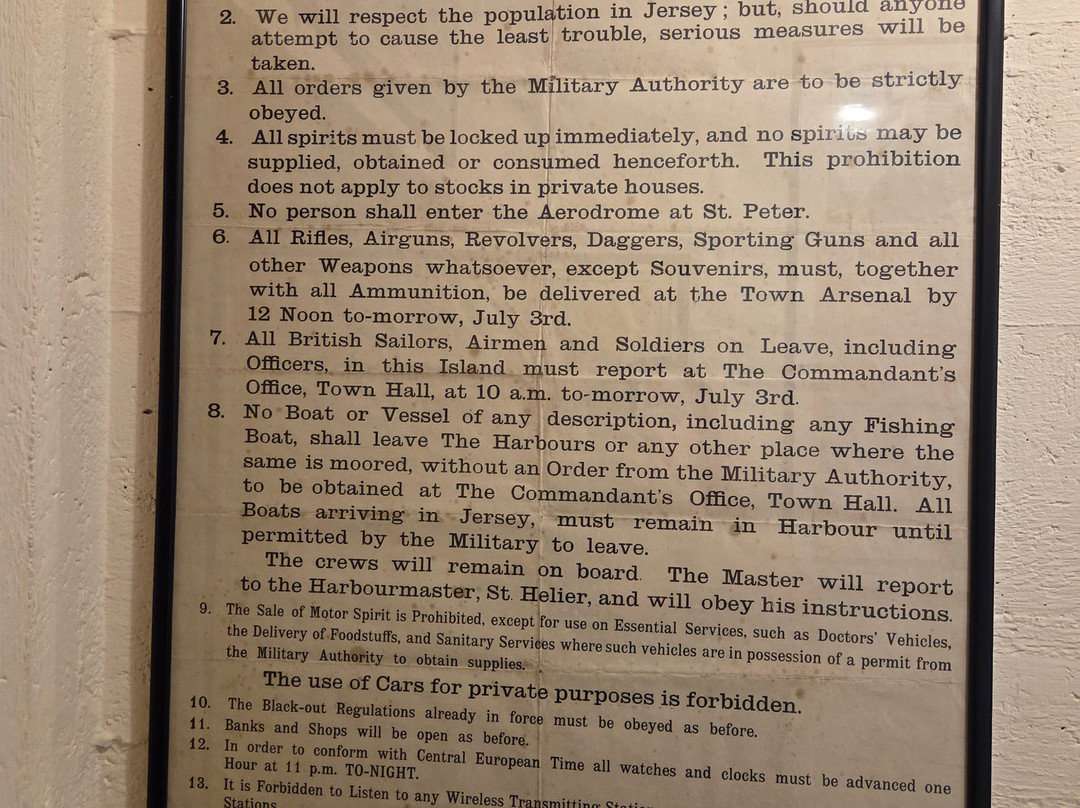 2. We will respect the population in Jersey; but, should anyone
attempt to cause the least trouble, serious measures will be
taken.
3. All orders given by the Military Authority are to be strictly
obeyed.
4. All spirits must be locked up immediately, and no spirits may be
supplied, obtained or consumed henceforth. This prohibition
does not apply to stocks in private houses.
5. No person shall enter the Aerodrome at St. Peter.
6. All Rifles, Airguns, Revolvers, Daggers, Sporting Guns and all
other Weapons whatsoever, except Souvenirs, must, together
with all Ammunition, be delivered at the Town Arsenal by
12 Noon to-morrow, July 3rd.
7. All British Sailors, Airmen and Soldiers on Leave, including
Officers, in this Island must report at The Commandant's
Office, Town Hall, at 10 a.m. to-morrow, July 3rd.
8. No Boat or Vessel of any description, including any Fishing
Boat, shall leave The Harbours or any other place where the
same is moored, without an Order from the Military Authority,
to be obtained at The Commandant's Office, Town Hall. All
Boats arriving in Jersey, must remain in Harbour until
permitted by the Military to leave.
The crews will remain on board. The Master will report
to the Harbourmaster, St. Helier, and will obey his instructions.
9. The Sale of Motor Spirit is Prohibited, except for use on Essential Services, such as Doctors' Vehicles,
the Delivery of Foodstuffs, and Sanitary Services where such vehicles are in possession of a permit from
the Military Authority to obtain supplies.
The use of Cars for private purposes is forbidden.
10. The Black-out Regulations already in force must be obeyed as before.
11. Banks and Shops will be open as before.
12. In order to conform with Central European Time all watches and clocks must be advanced one
Hour at 11 p.m. TO-NIGHT.
13. It is Forbidden to Listen to any Wireless Transmitting
Stations